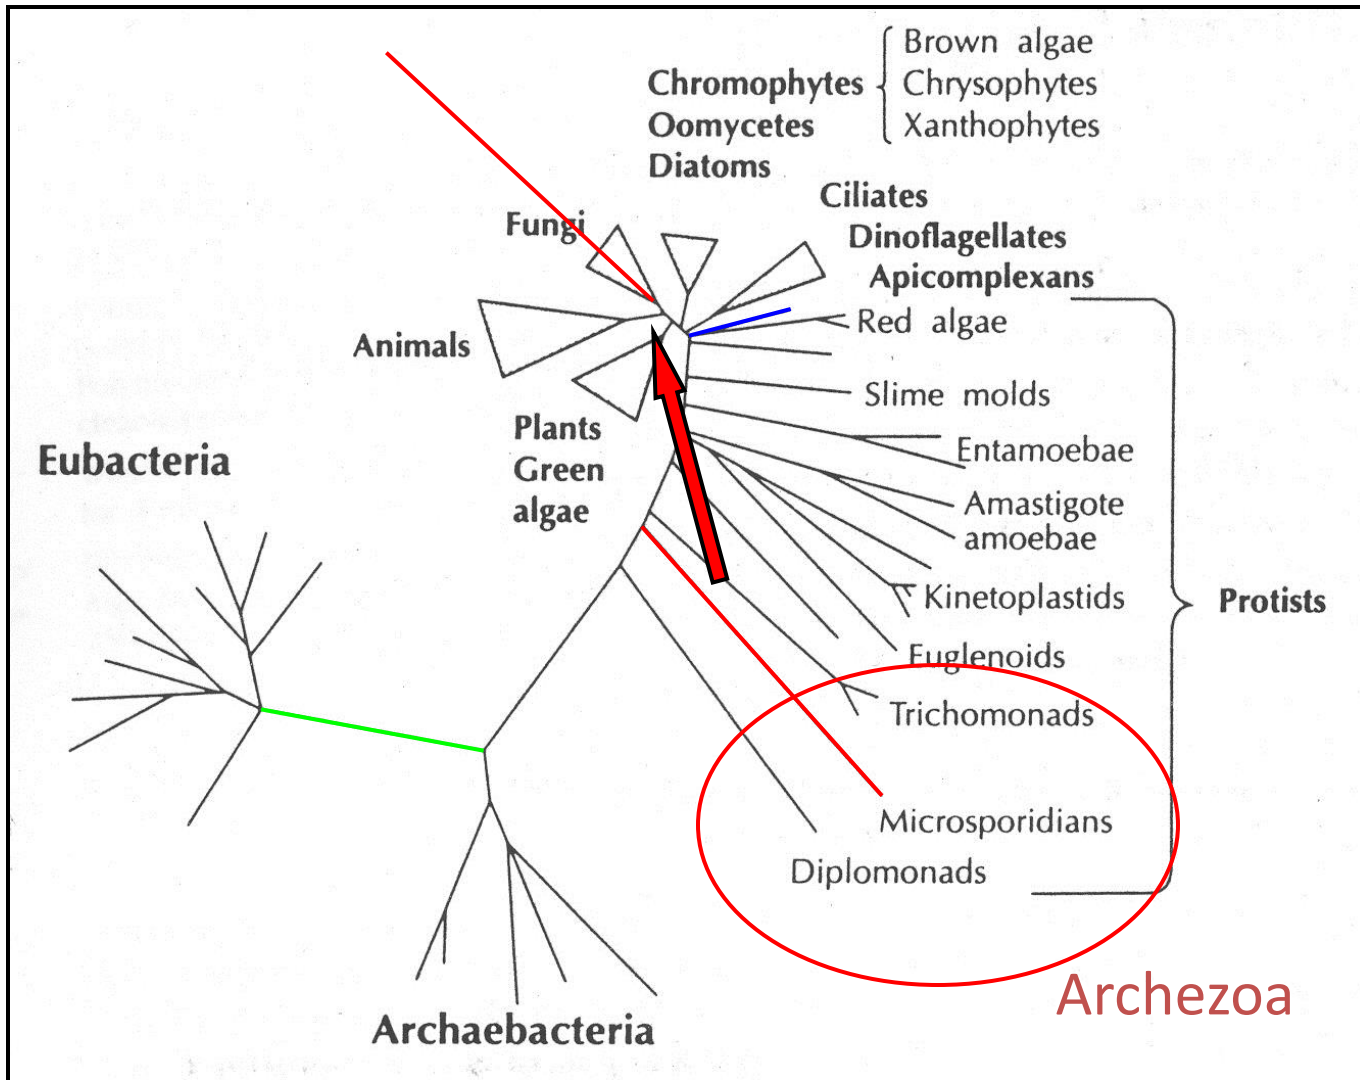 Brown algae
Chromophytes
Chrysophytes
Oomycetes
Xanthophytes
Diatoms
Ciliates
Dinoflagellates
Apicomplexans
Fungi
Red algae
Animals
Slime molds
Plants
Green
algae
Entamoebae
Eubacteria
Amastigote
amoebae
Kinetoplastids
Protists
Euglenoids
Trichomonads
Microsporidians
Diplomonads
Archezoa
Archaebacteria